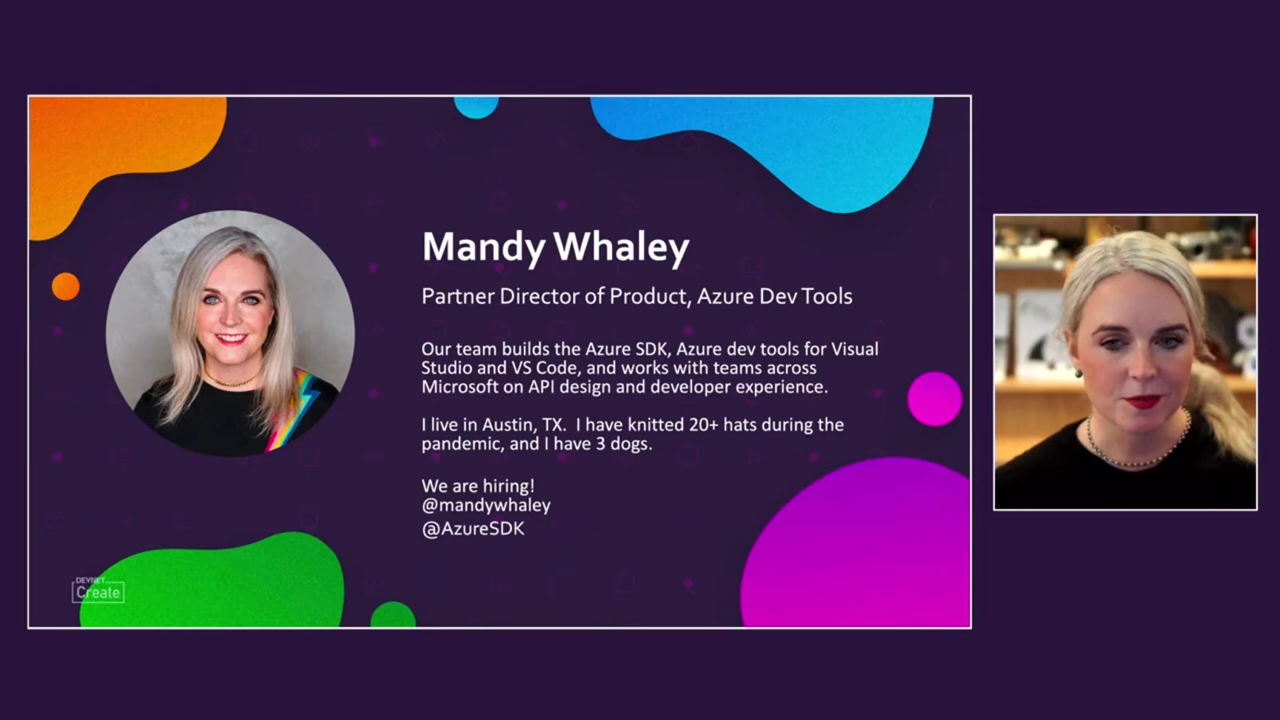 Mandy Whaley
Partner Director of Product, Azure Dev Tools
Our team builds the Azure SDK, Azure dev tools for Visual
Studio and VS Code, and works with teams across
Microsoft on API design and developer experience.
I live in Austin, TX.  I have knitted 20+ hats during the
pandemic, and I have 3 dogs.
We are hiring!
@mandywhaley
@AzureSDK
DEVNET
Create